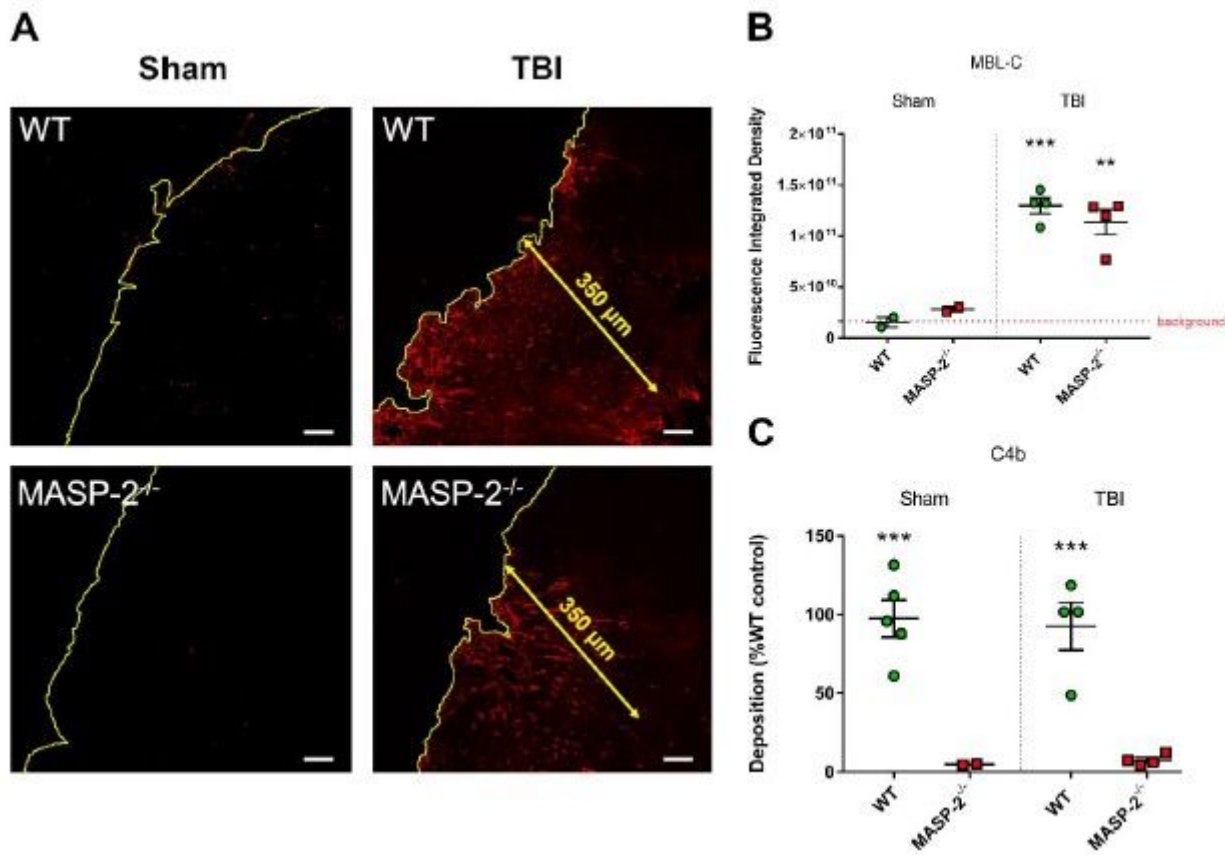 A
Sham
TBI
WT
WT
350 µm
MASP-2⁻/⁻
MASP-2⁻/⁻
350 µm
B
MBL-C
Sham
TBI
Fluorescence Integrated Density
2×10¹¹
1.5×10¹¹
1×10¹¹
5×10¹⁰
0
***
**
background
WT
MASP-2⁻/⁻
WT
MASP-2⁻/⁻
C
C4b
Sham
TBI
Deposition (%WT control)
150
100
50
0
***
***
WT
MASP-2⁻/⁻
WT
MASP-2⁻/⁻